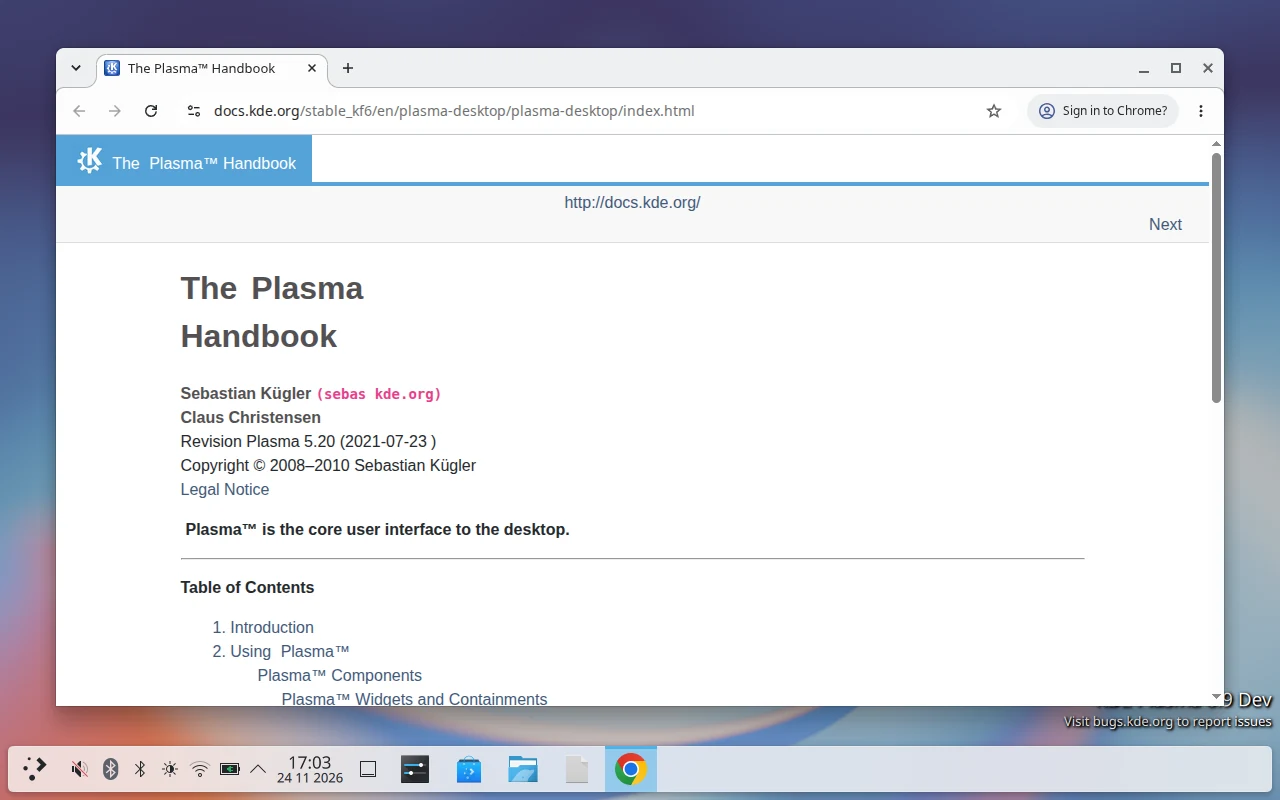 The Plasma™ Handbook
docs.kde.org/stable_kf6/en/plasma-desktop/plasma-desktop/index.html
Sign in to Chrome?
The Plasma™ Handbook
http://docs.kde.org/
Next
The Plasma
Handbook
Sebastian Kügler (sebas kde.org)
Claus Christensen
Revision Plasma 5.20 (2021-07-23 )
Copyright © 2008–2010 Sebastian Kügler
Legal Notice
Plasma™ is the core user interface to the desktop.
Table of Contents
1. Introduction
2. Using Plasma™
Plasma™ Components
Plasma™ Widgets and Containments
9 Dev
Visit bugs.kde.org to report issues
17:03
24 11 2026